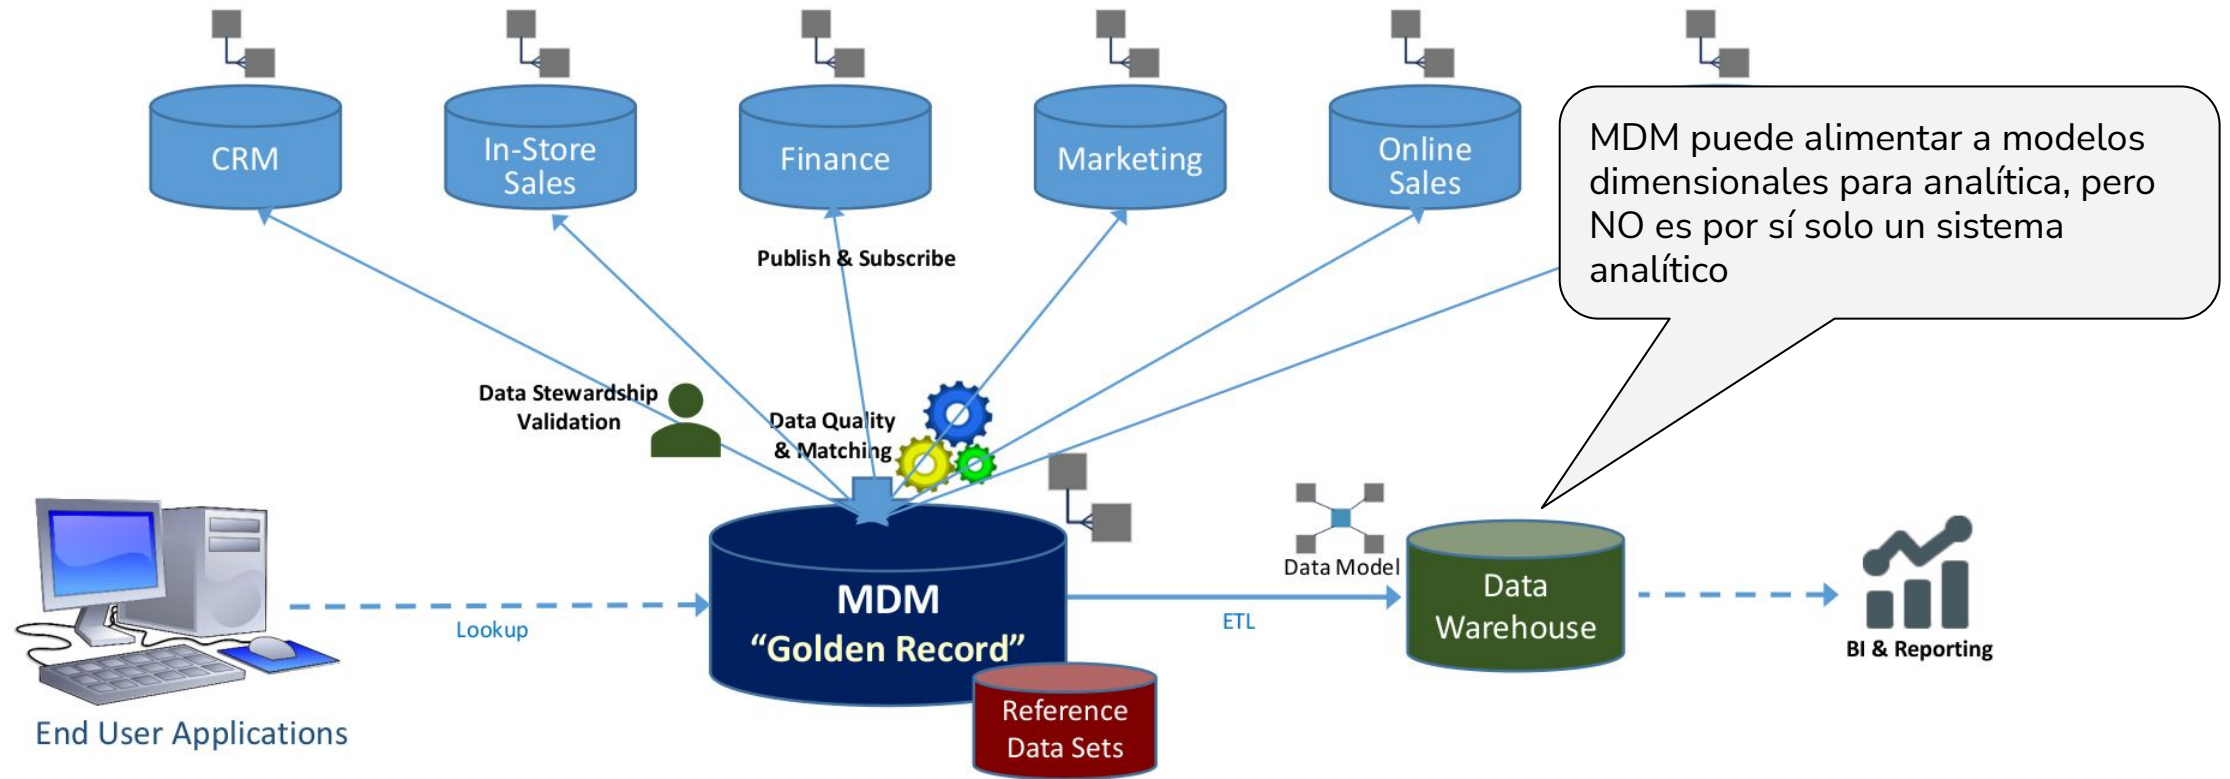 CRM
In-Store
Sales
Finance
Marketing
Online
Sales
MDM puede alimentar a modelos
dimensionales para analítica, pero
NO es por sí solo un sistema
analítico
Publish & Subscribe
Data Stewardship
Validation
Data Quality
& Matching
Data Model
MDM
“Golden Record”
Lookup
ETL
Data
Warehouse
BI & Reporting
Reference
Data Sets
End User Applications